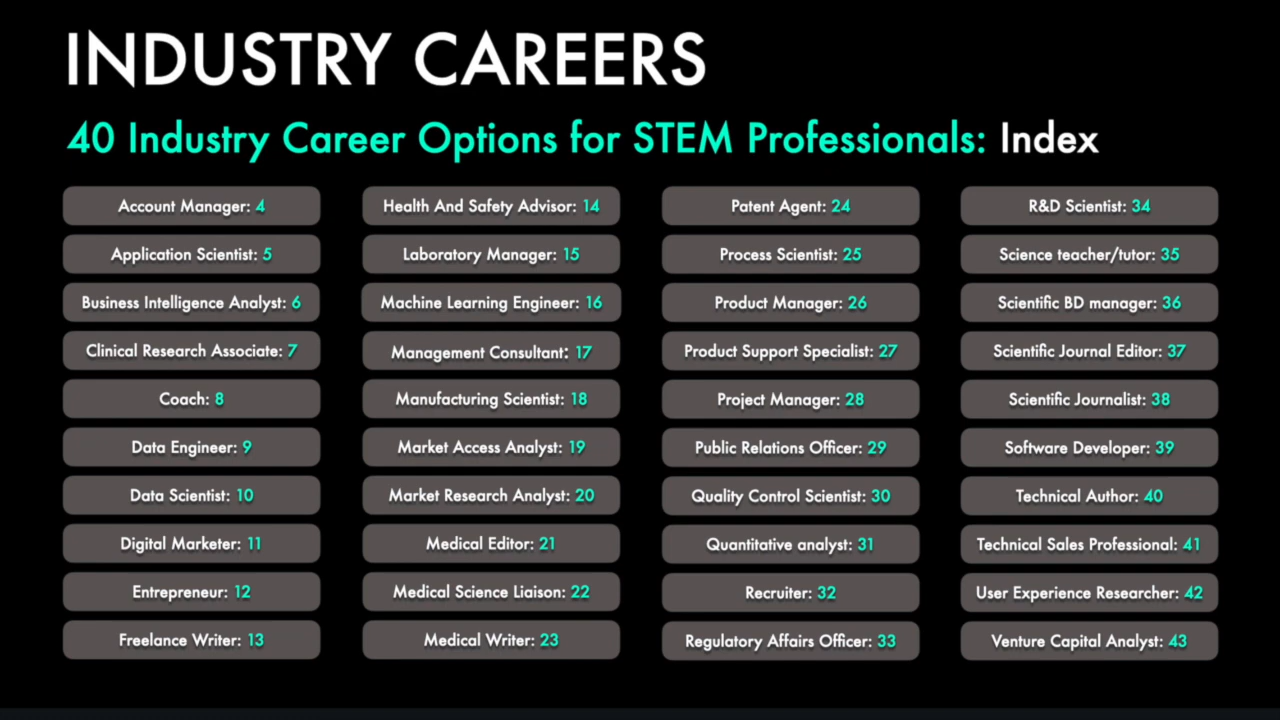 INDUSTRY CAREERS
40 Industry Career Options for STEM Professionals: Index
Account Manager: 4
Application Scientist: 5
Business Intelligence Analyst: 6
Clinical Research Associate: 7
Coach: 8
Data Engineer: 9
Data Scientist: 10
Digital Marketer: 11
Entrepreneur: 12
Freelance Writer: 13
Health And Safety Advisor: 14
Laboratory Manager: 15
Machine Learning Engineer: 16
Management Consultant: 17
Manufacturing Scientist: 18
Market Access Analyst: 19
Market Research Analyst: 20
Medical Editor: 21
Medical Science Liaison: 22
Medical Writer: 23
Patent Agent: 24
Process Scientist: 25
Product Manager: 26
Product Support Specialist: 27
Project Manager: 28
Public Relations Officer: 29
Quality Control Scientist: 30
Quantitative analyst: 31
Recruiter: 32
Regulatory Affairs Officer: 33
R&D Scientist: 34
Science teacher/tutor: 35
Scientific BD manager: 36
Scientific Journal Editor: 37
Scientific Journalist: 38
Software Developer: 39
Technical Author: 40
Technical Sales Professional: 41
User Experience Researcher: 42
Venture Capital Analyst: 43